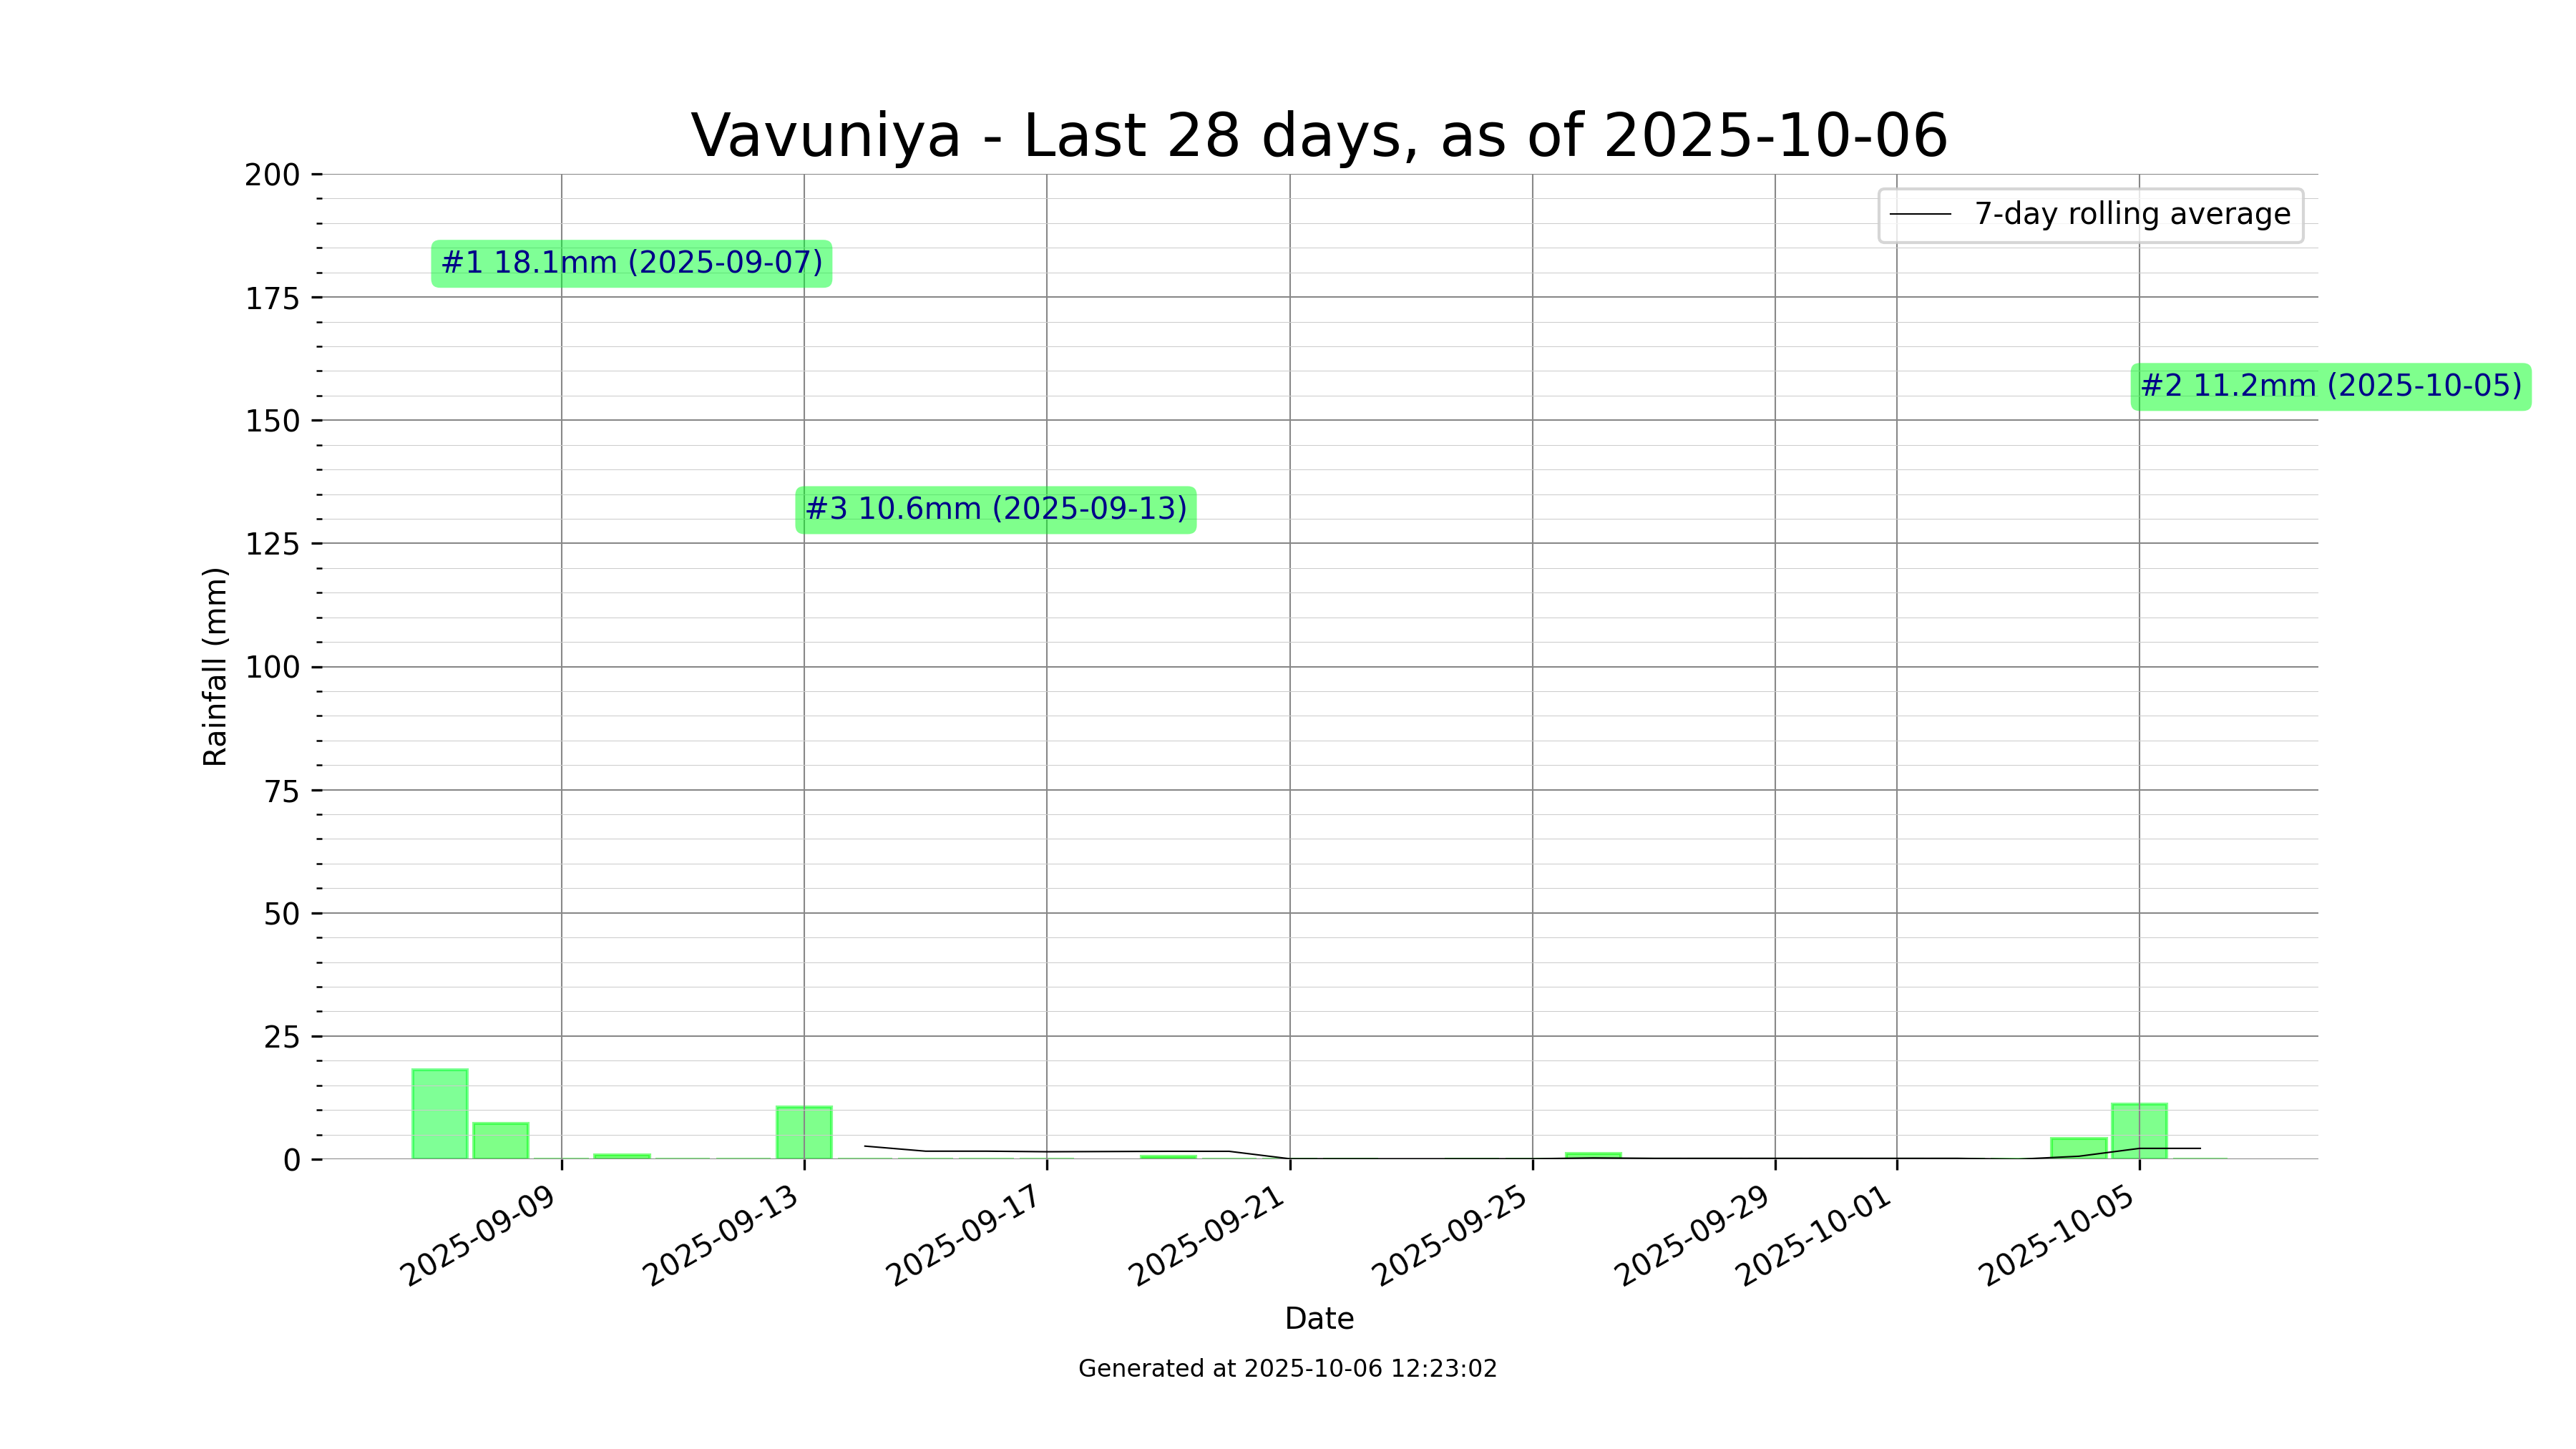 Vavuniya - Last 28 days, as of 2025-10-06
7-day rolling average
#1 18.1mm (2025-09-07)
#2 11.2mm (2025-10-05)
#3 10.6mm (2025-09-13)
Rainfall (mm)
200
175
150
125
100
75
50
25
0
2025-09-09
2025-09-13
2025-09-17
2025-09-21
2025-09-25
2025-09-29
2025-10-01
2025-10-05
Date
Generated at 2025-10-06 12:23:02